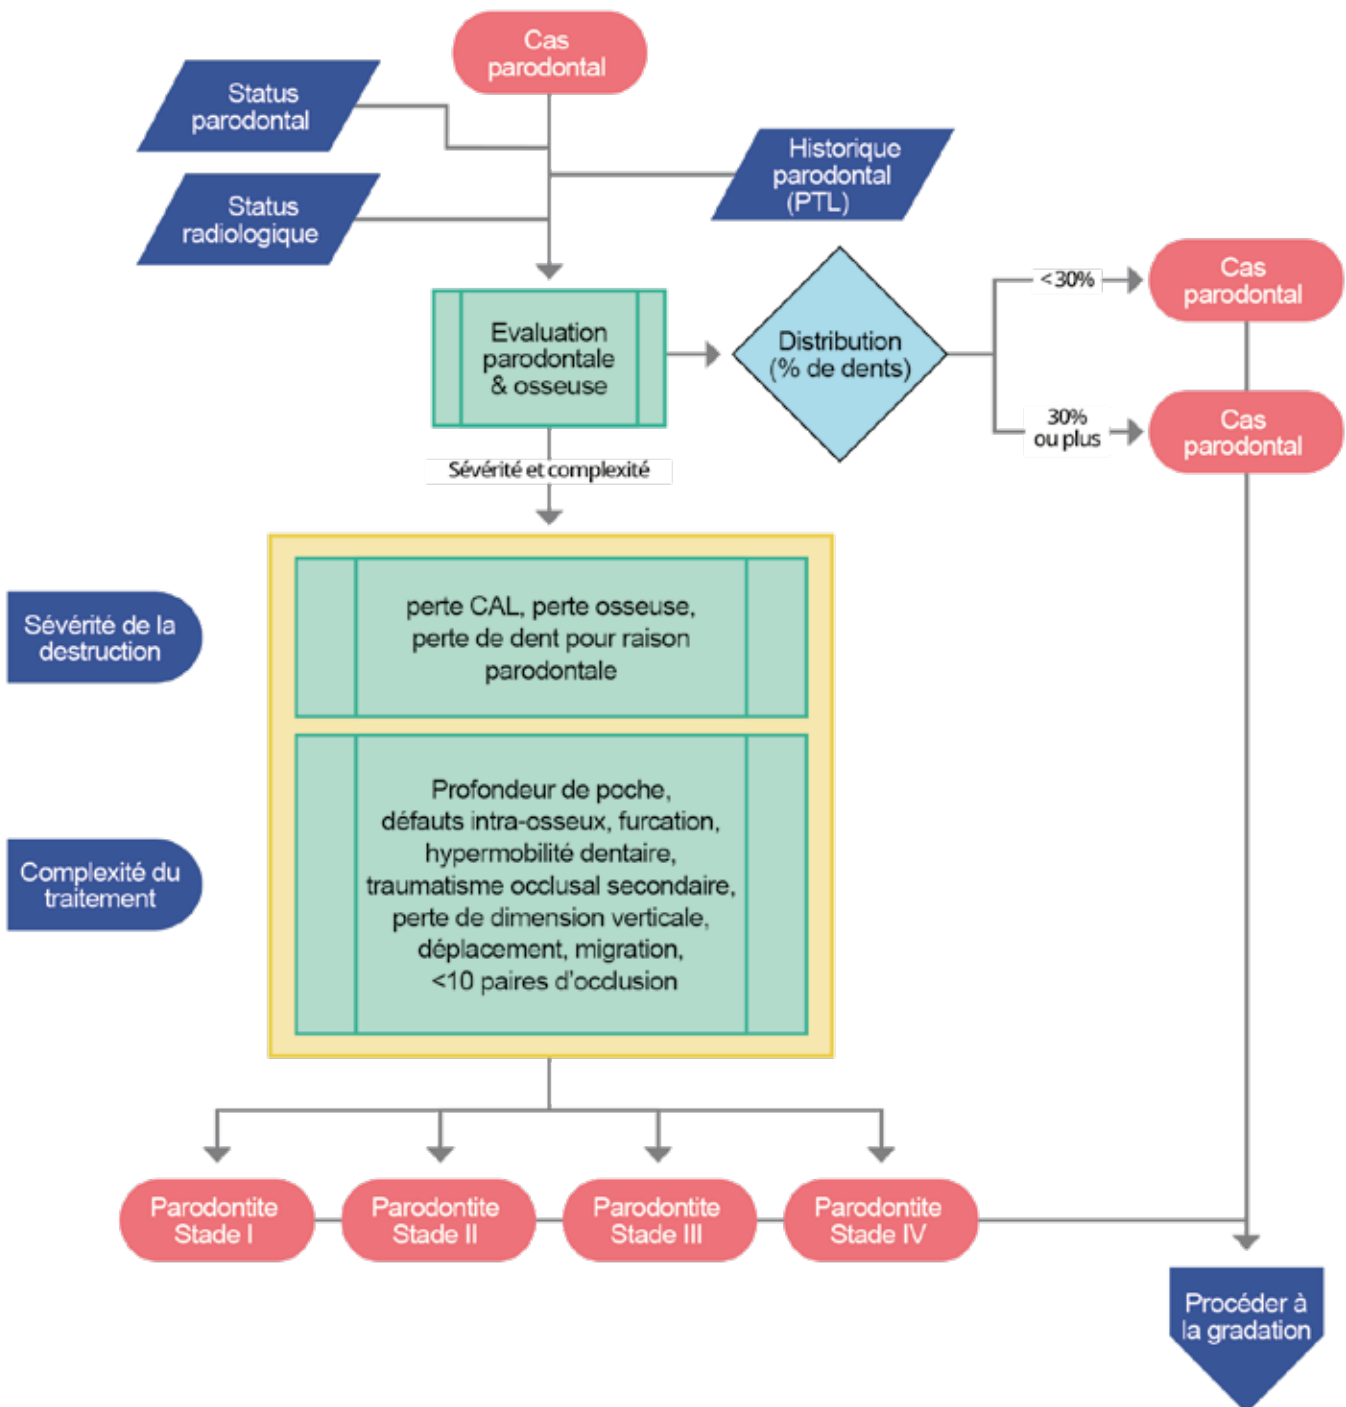 Cas
parodontal
Status
parodontal
Historique
parodontal
(PTL)
Status
radiologique
Evaluation
parodontale
& osseuse
Distribution
(% de dents)
<30%
Cas
parodontal
30%
ou plus
Cas
parodontal
Sévérité et complexité
Sévérité de la
destruction
perte CAL, perte osseuse,
perte de dent pour raison
parodontale
Complexité du
traitement
Profondeur de poche,
défauts intra-osseux, furcation,
hypermobilité dentaire,
traumatisme occlusal secondaire,
perte de dimension verticale,
déplacement, migration,
<10 paires d'occlusion
Parodontite
Stade I
Parodontite
Stade II
Parodontite
Stade III
Parodontite
Stade IV
Procéder à
la gradation